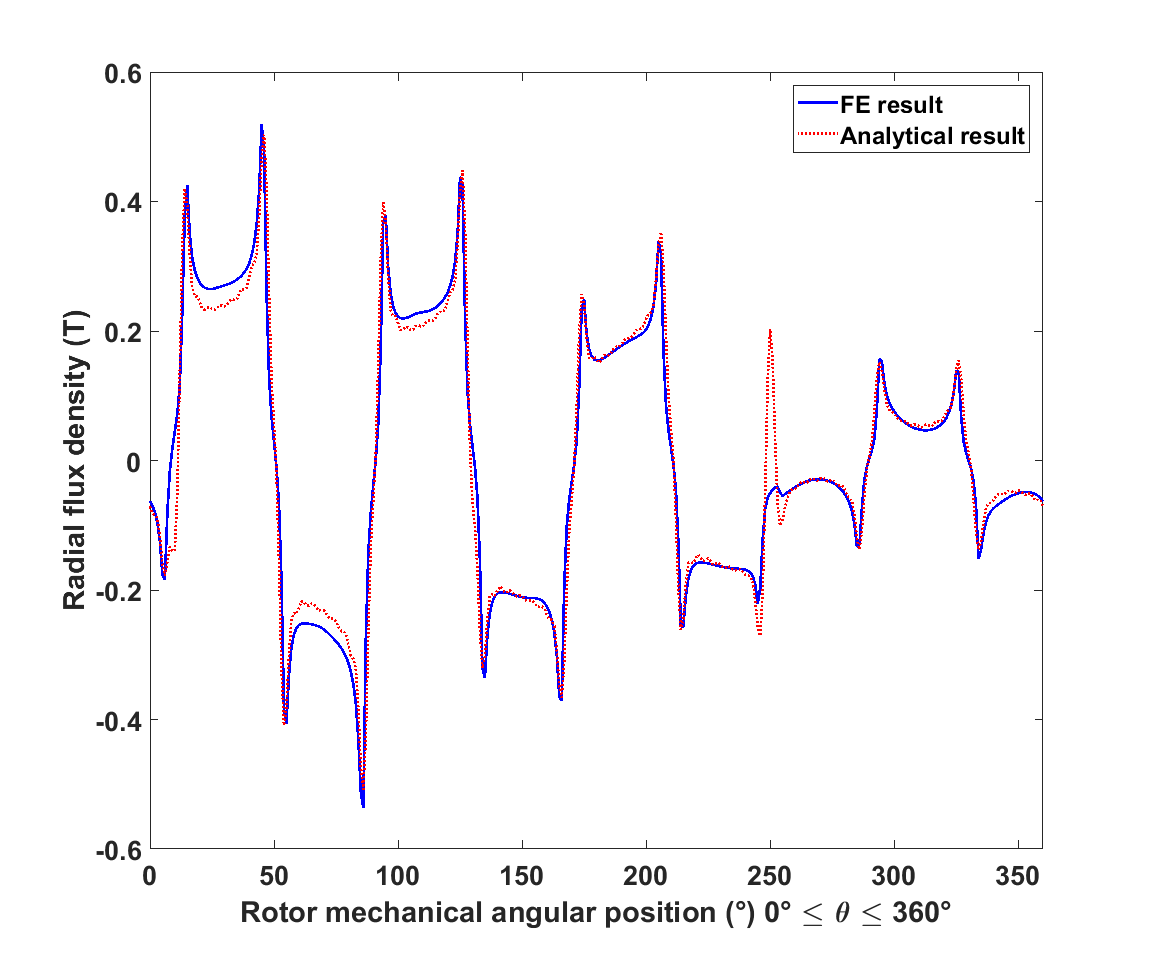 FE result
Analytical result
0.6
0.4
0.2
0
-0.2
-0.4
-0.6
Radial flux density (T)
0 50 100 150 200 250 300 350
Rotor mechanical angular position (°) 0° ≤ θ ≤ 360°